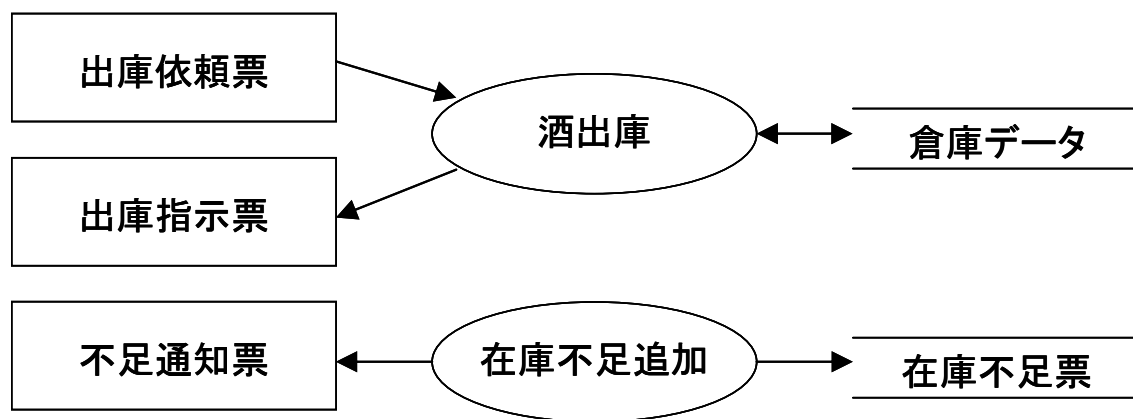 出庫依頼票
酒出庫
倉庫データ
出庫指示票
不足通知票
在庫不足追加
在庫不足票